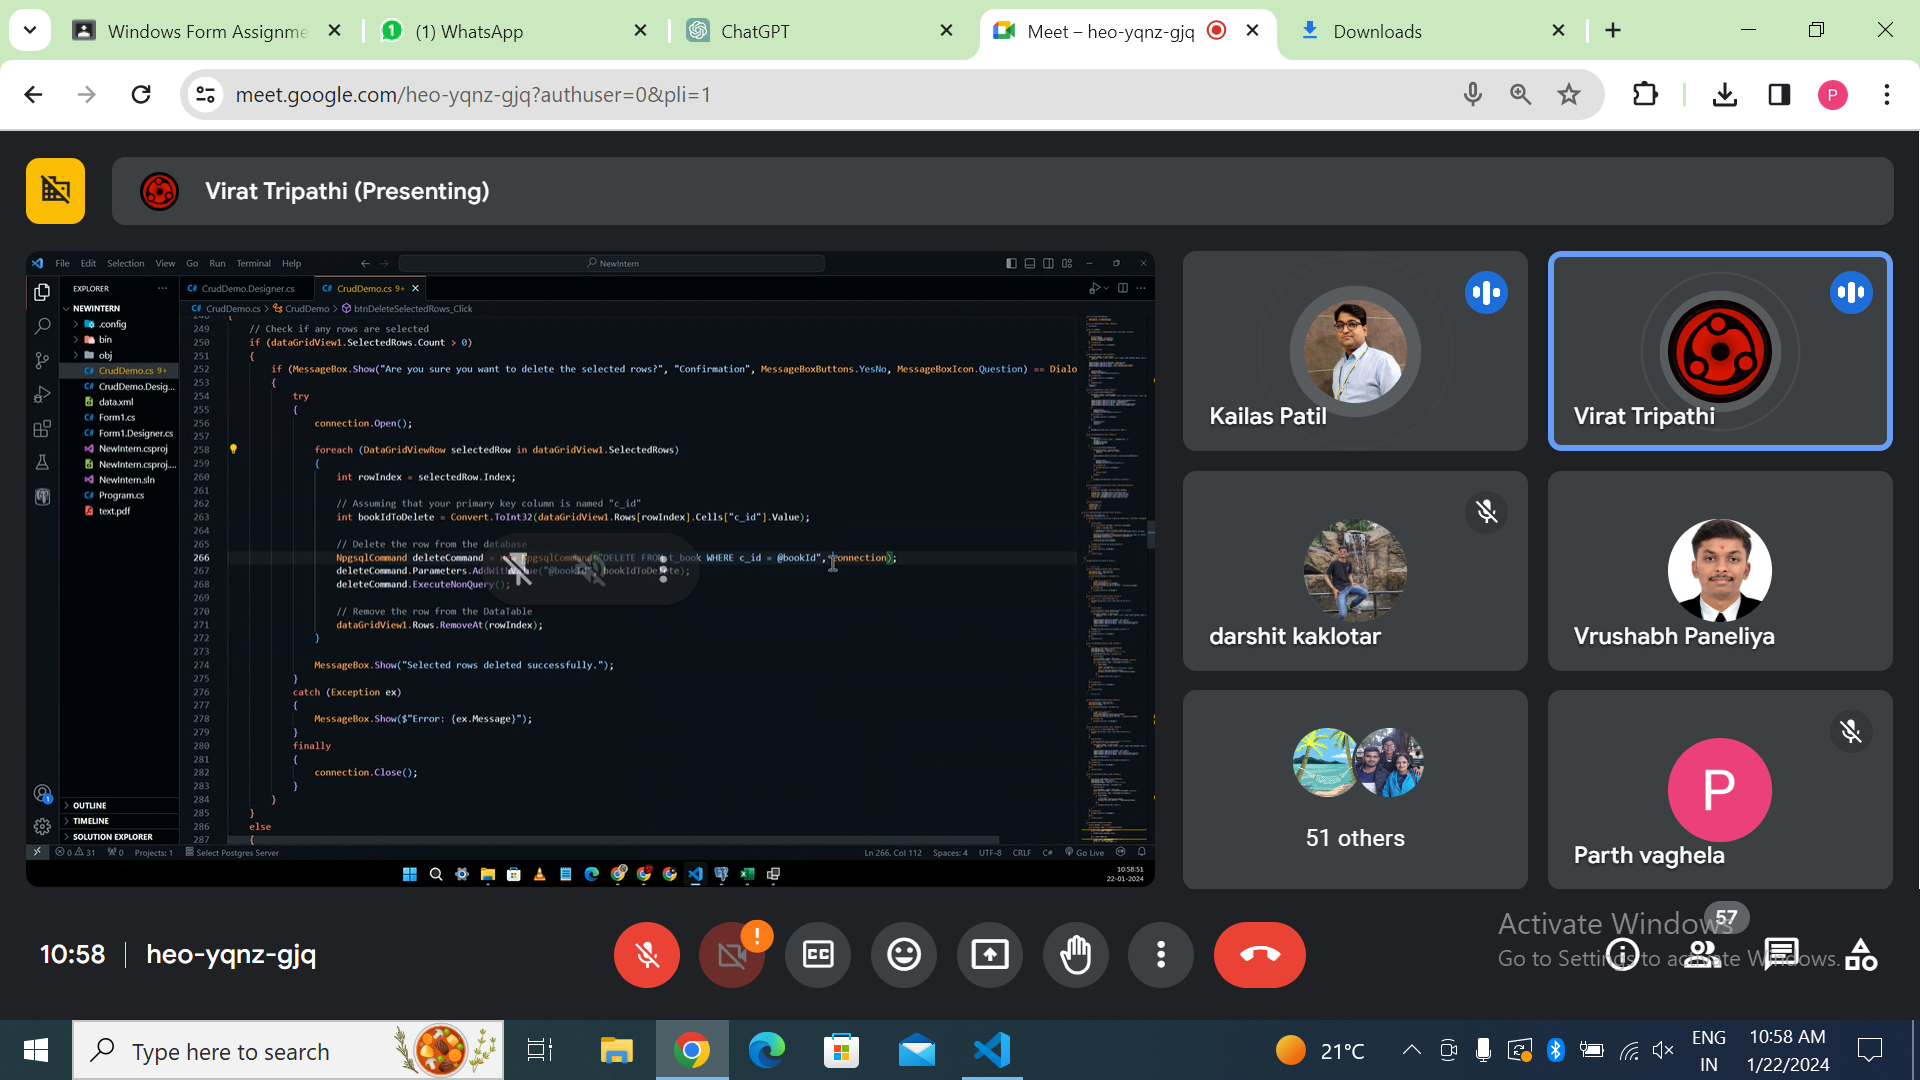 Windows Form Assignme
(1) WhatsApp
ChatGPT
Meet – heo-yqnz-gjq
Downloads
meet.google.com/heo-yqnz-gjq?authuser=0&pli=1
P
Virat Tripathi (Presenting)
File Edit Selection View Go Run Terminal Help
NewIntern
EXPLORER
CrudDemo.Designer.cs
CrudDemo.cs 9+
CrudDemo.cs > CrudDemo > btnDeleteSelectedRows_Click
NEWINTERN
.config
bin
obj
CrudDemo.cs 9+
CrudDemo.Desig...
data.xml
Form1.cs
Form1.Designer.cs
NewIntern.csproj
NewIntern.csproj....
NewIntern.sln
Program.cs
text.pdf
OUTLINE
TIMELINE
SOLUTION EXPLORER
249 // Check if any rows are selected
250 if (dataGridView1.SelectedRows.Count > 0)
251 {
252 if (MessageBox.Show("Are you sure you want to delete the selected rows?", "Confirmation", MessageBoxButtons.YesNo, MessageBoxIcon.Question) == Dialo
253 {
254 try
255 {
256 connection.Open();
257
258 foreach (DataGridViewRow selectedRow in dataGridView1.SelectedRows)
259 {
260 int rowIndex = selectedRow.Index;
261
262 // Assuming that your primary key column is named "c_id"
263 int bookIdToDelete = Convert.ToInt32(dataGridView1.Rows[rowIndex].Cells["c_id"].Value);
264
265 // Delete the row from the database
266 NpgsqlCommand deleteCommand = new NpgsqlCommand("DELETE FROM t_book WHERE c_id = @bookId", connection);
267 deleteCommand.Parameters.AddWithValue("@bookId", bookIdToDelete);
268 deleteCommand.ExecuteNonQuery();
269
270 // Remove the row from the DataTable
271 dataGridView1.Rows.RemoveAt(rowIndex);
272 }
273
274 MessageBox.Show("Selected rows deleted successfully.");
275 }
276 catch (Exception ex)
277 {
278 MessageBox.Show($"Error: {ex.Message}");
279 }
280 finally
281 {
282 connection.Close();
283 }
284 }
285 }
286 else
287 {
0 31 0 Projects: 1 Select Postgres Server
Ln 266, Col 112 Spaces: 4 UTF-8 CRLF C# Go Live
10:58:51
22-01-2024
Kailas Patil
Virat Tripathi
darshit kaklotar
Vrushabh Paneliya
51 others
P
Parth vaghela
10:58
heo-yqnz-gjq
57
Activate Windows
Go to Settings to activate Windows.
Type here to search
21°C
ENG
IN
10:58 AM
1/22/2024